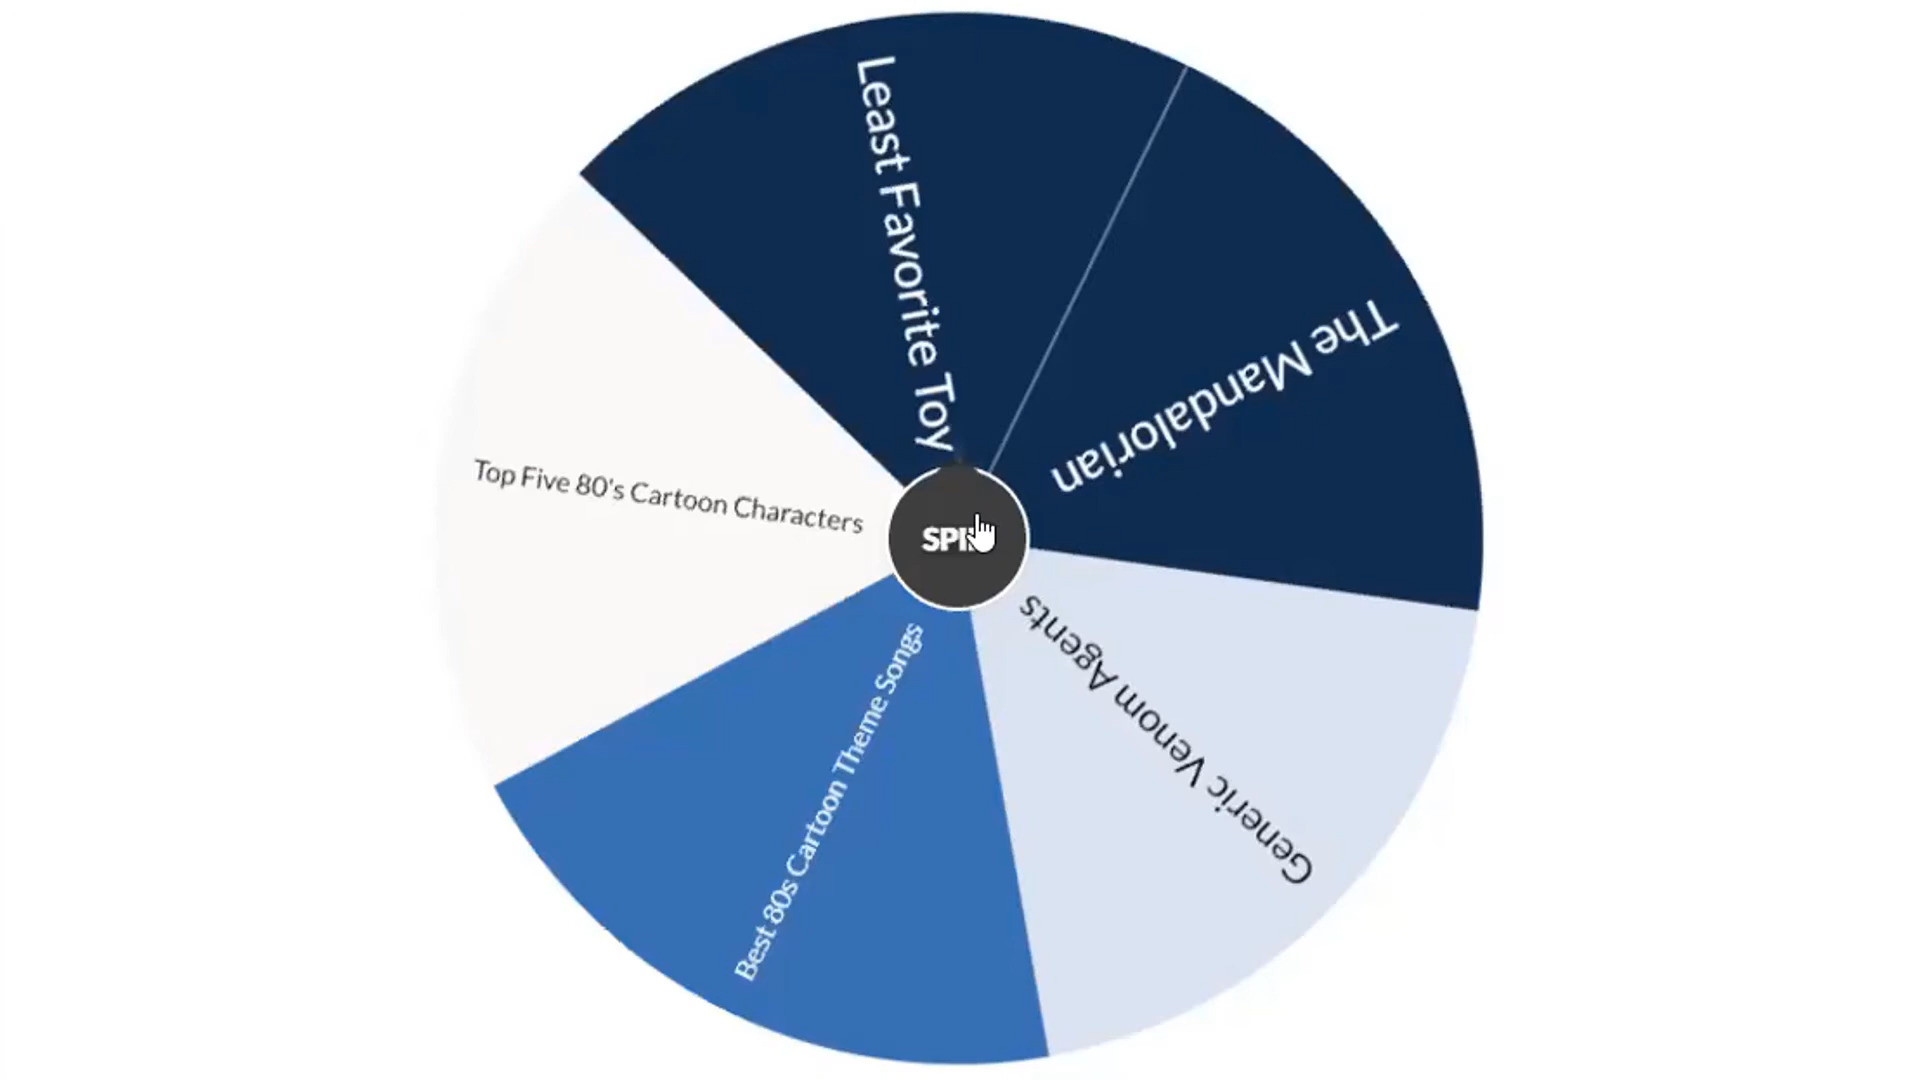 Least Favorite Toy
The Mandalorian
Top Five 80's Cartoon Characters
Generic Venom Agents
Best 80s Cartoon Theme Songs